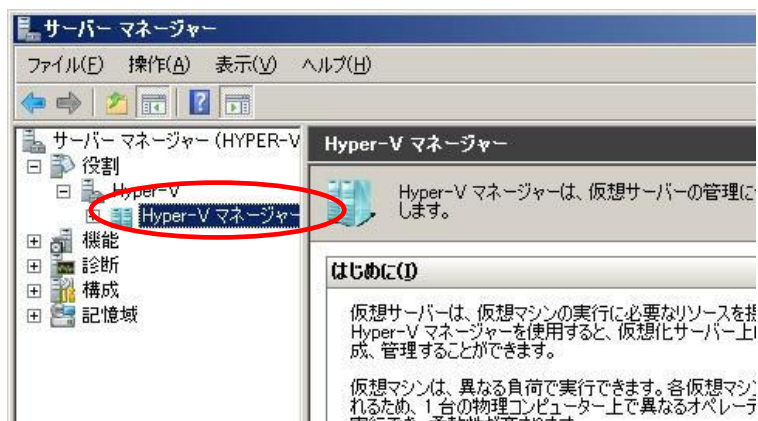 サーバー マネージャー
ファイル(F) 操作(A) 表示(V) ヘルプ(H)
サーバー マネージャー (HYPER-V
役割
Hyper-V
Hyper-V マネージャー
機能
診断
構成
記憶域
Hyper-V マネージャー
Hyper-V マネージャーは、仮想サーバーの管理に
します。
はじめに(I)
仮想サーバーは、仮想マシンの実行に必要なリソースを提
Hyper-V マネージャーを使用すると、仮想化サーバー上
成、管理することができます。
仮想マシンは、異なる負荷で実行できます。各仮想マシ
れるため、1 台の物理コンピューター上で異なるオペレーテ